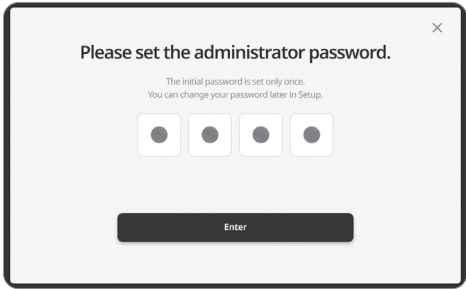 Please set the administrator password.
The initial password is set only once.
You can change your password later in Setup.
Enter